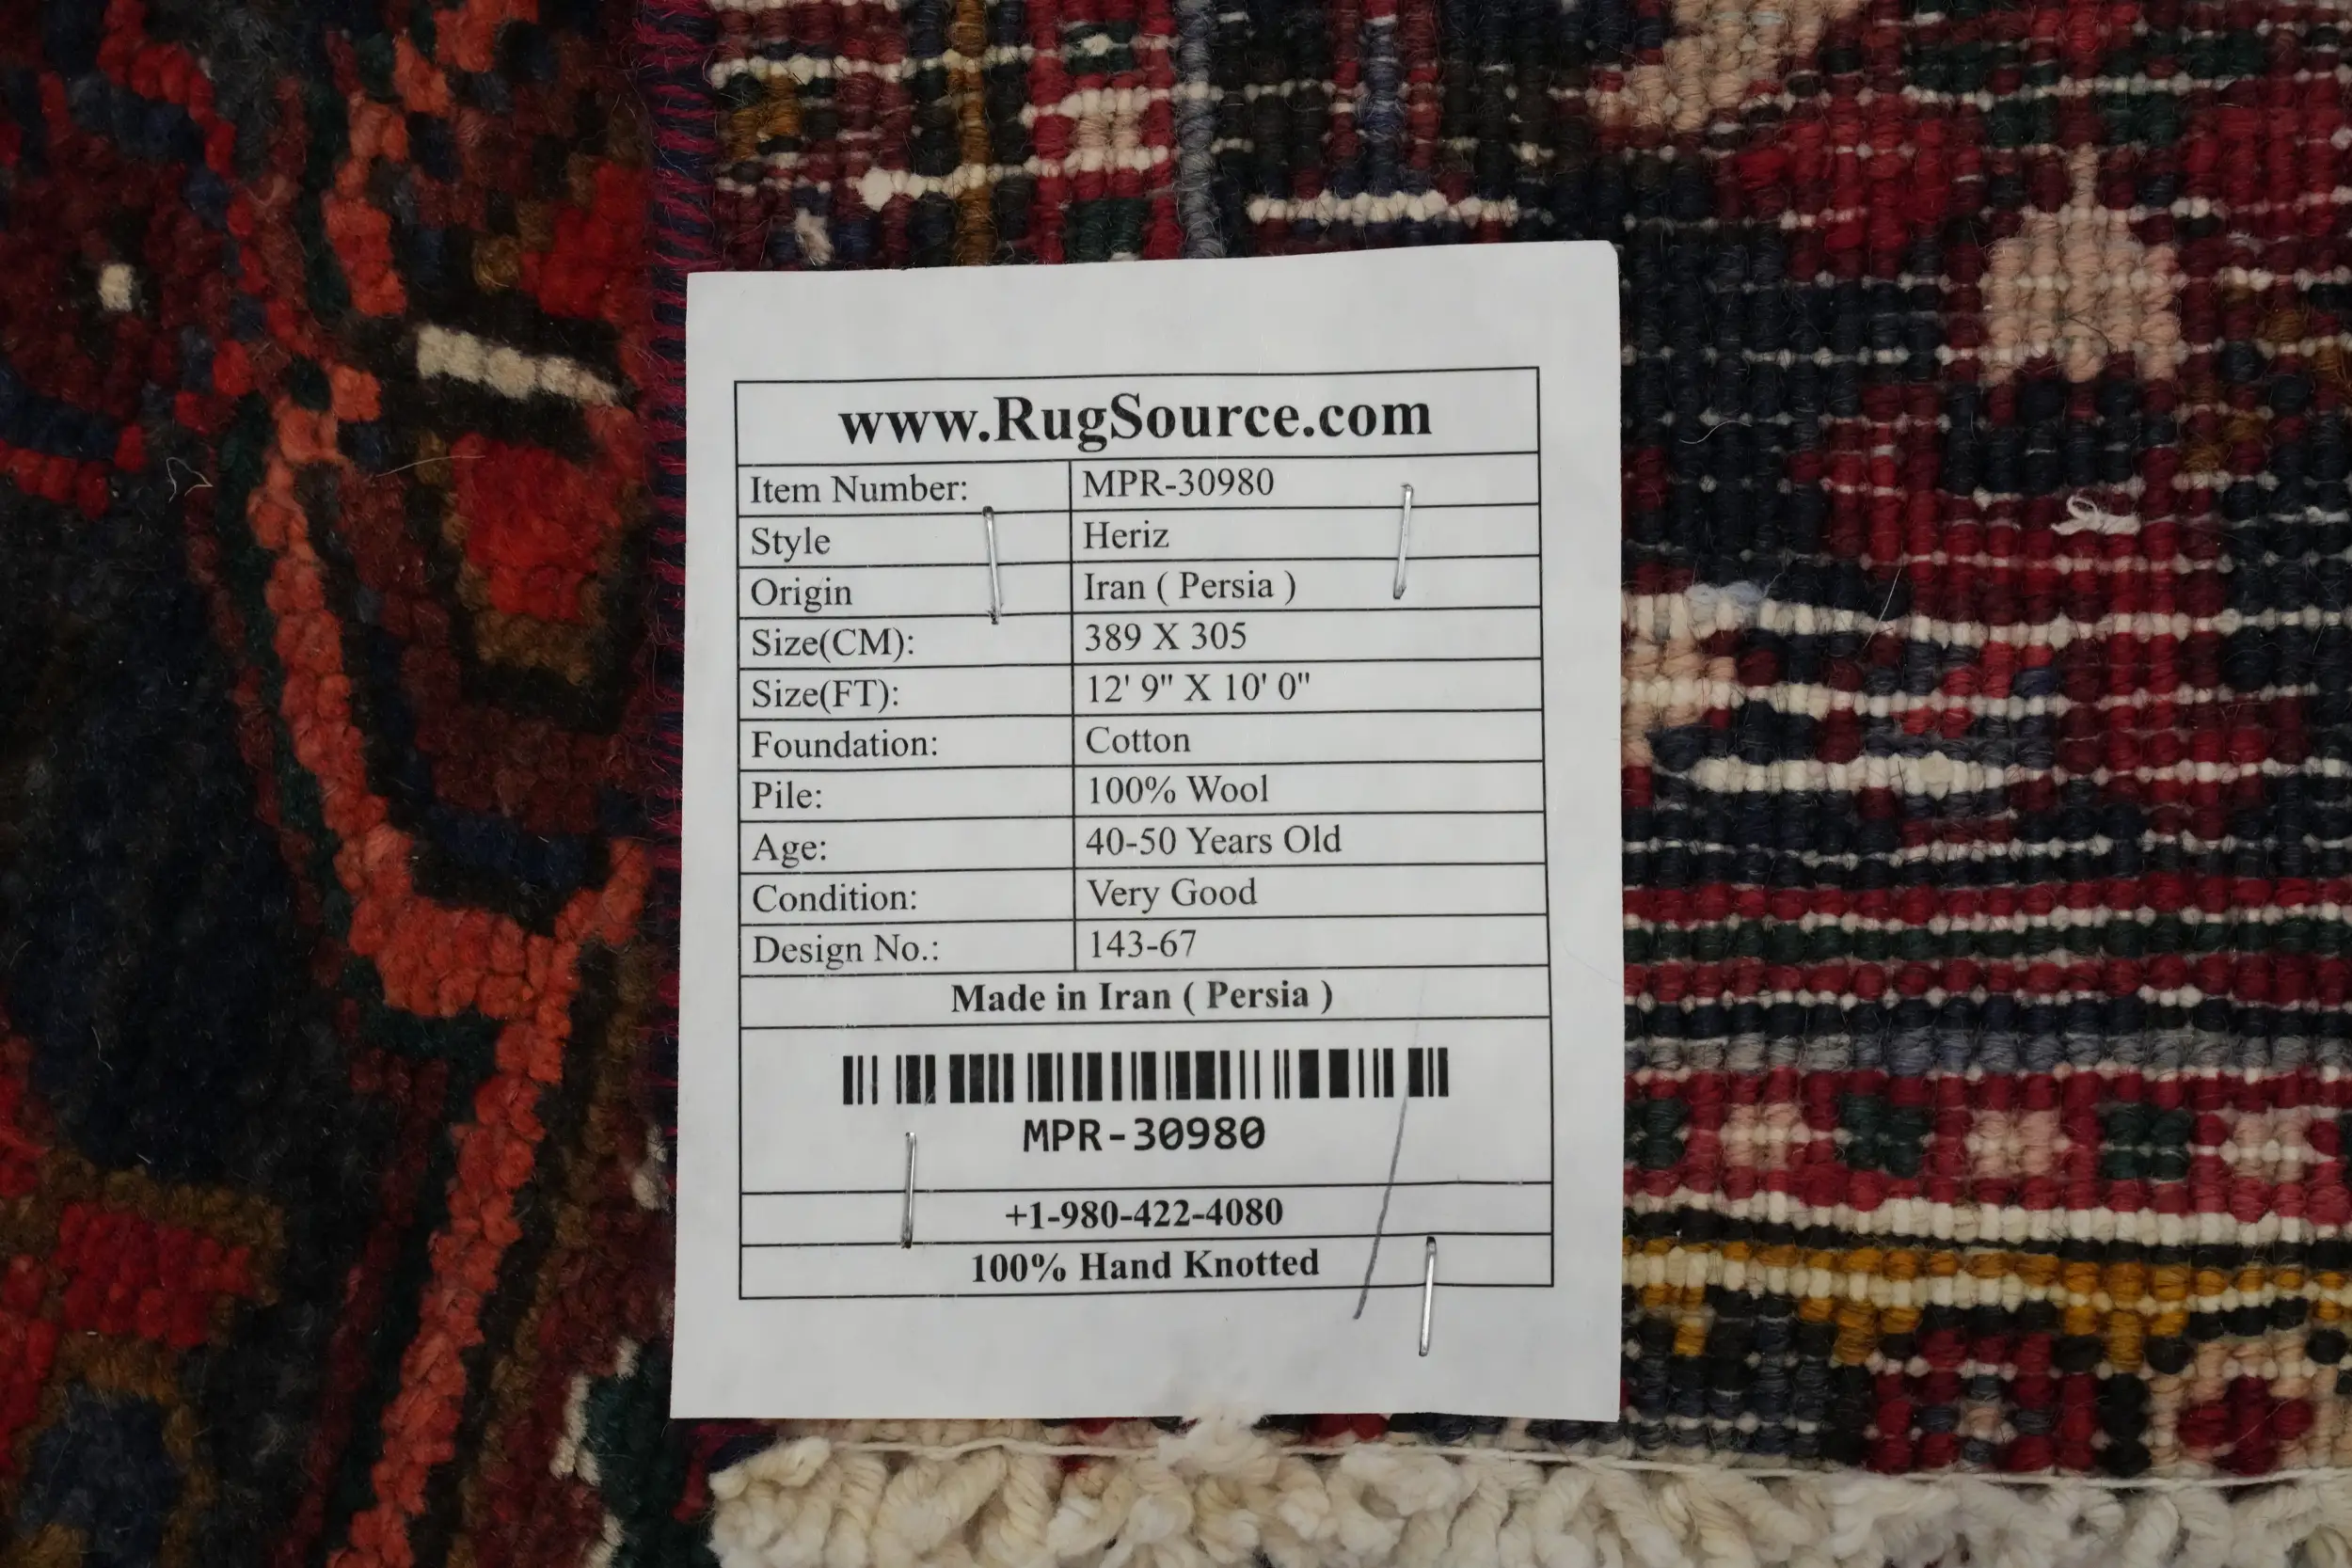 www.RugSource.com
Item Number: MPR-30980
Style Heriz
Origin Iran ( Persia )
Size(CM): 389 X 305
Size(FT): 12' 9" X 10' 0"
Foundation: Cotton
Pile: 100% Wool
Age: 40-50 Years Old
Condition: Very Good
Design No.: 143-67
Made in Iran ( Persia )
MPR-30980
+1-980-422-4080
100% Hand Knotted